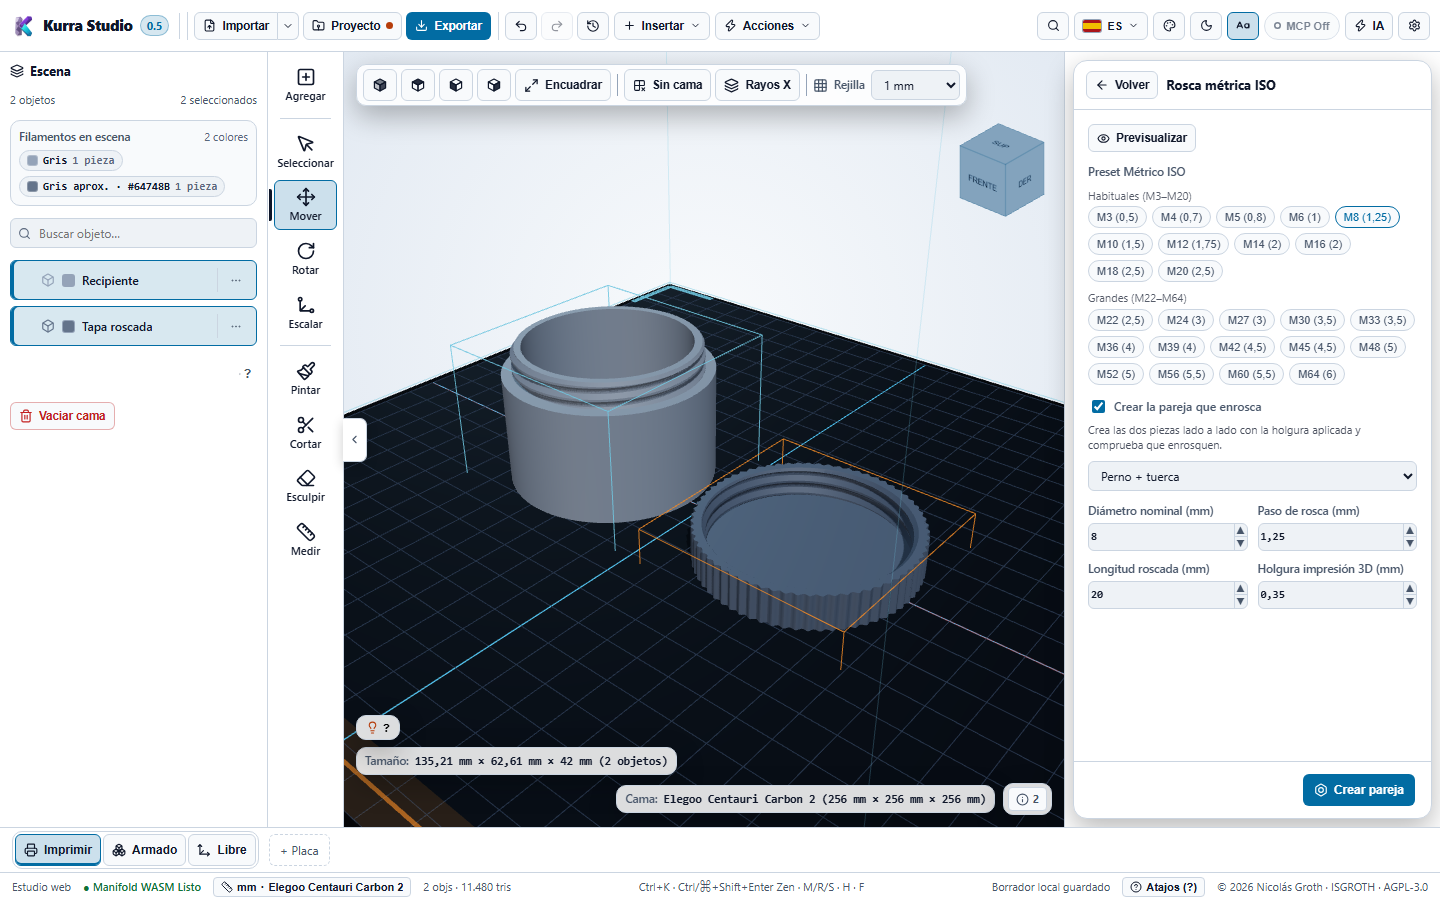 Kurra Studio 0.5
Importar
Proyecto
Exportar
Insertar
Acciones
ES
Aa
MCP Off
IA
Escena
2 objetos
2 seleccionados
Filamentos en escena
2 colores
Gris 1 pieza
Gris aprox. · #64748B 1 pieza
Buscar objeto...
Recipiente
...
Tapa roscada
...
?
Vaciar cama
Agregar
Seleccionar
Mover
Rotar
Escalar
Pintar
Cortar
Esculpir
Medir
Encuadrar
Sin cama
Rayos X
Rejilla
1 mm
SUP
FRENTE
DER
?
Tamaño: 135,21 mm × 62,61 mm × 42 mm (2 objetos)
Cama: Elegoo Centauri Carbon 2 (256 mm × 256 mm × 256 mm)
2
Volver
Rosca métrica ISO
Previsualizar
Preset Métrico ISO
Habituales (M3–M20)
M3 (0,5) M4 (0,7) M5 (0,8) M6 (1) M8 (1,25)
M10 (1,5) M12 (1,75) M14 (2) M16 (2)
M18 (2,5) M20 (2,5)
Grandes (M22–M64)
M22 (2,5) M24 (3) M27 (3) M30 (3,5) M33 (3,5)
M36 (4) M39 (4) M42 (4,5) M45 (4,5) M48 (5)
M52 (5) M56 (5,5) M60 (5,5) M64 (6)
Crear la pareja que enrosca
Crea las dos piezas lado a lado con la holgura aplicada y
comprueba que enrosquen.
Perno + tuerca
Diámetro nominal (mm)
Paso de rosca (mm)
8
1,25
Longitud roscada (mm)
Holgura impresión 3D (mm)
20
0,35
Crear pareja
Imprimir
Armado
Libre
+ Placa
Estudio web
Manifold WASM Listo
mm · Elegoo Centauri Carbon 2
2 objs · 11.480 tris
Ctrl+K · Ctrl/⌘+Shift+Enter Zen · M/R/S · H · F
Borrador local guardado
Atajos (?)
© 2026 Nicolás Groth · ISGROTH · AGPL-3.0